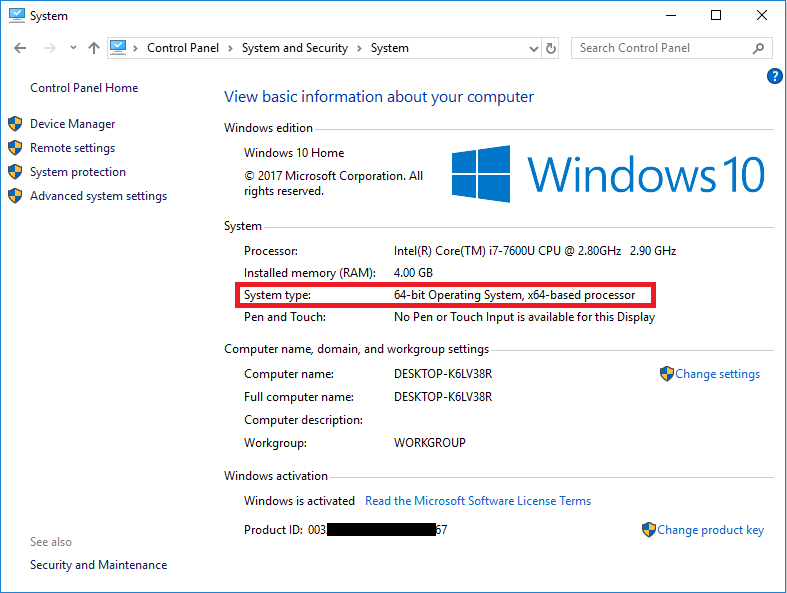 System
Control Panel > System and Security > System
Search Control Panel
?
Control Panel Home
Device Manager
Remote settings
System protection
Advanced system settings
View basic information about your computer
Windows edition
Windows 10 Home
© 2017 Microsoft Corporation. All
rights reserved.
Windows 10
System
Processor: Intel(R) Core(TM) i7-7600U CPU @ 2.80GHz 2.90 GHz
Installed memory (RAM): 4.00 GB
System type: 64-bit Operating System, x64-based processor
Pen and Touch: No Pen or Touch Input is available for this Display
Computer name, domain, and workgroup settings
Computer name: DESKTOP-K6LV38R
Change settings
Full computer name: DESKTOP-K6LV38R
Computer description:
Workgroup: WORKGROUP
Windows activation
Windows is activated Read the Microsoft Software License Terms
Product ID: 003 67
Change product key
See also
Security and Maintenance